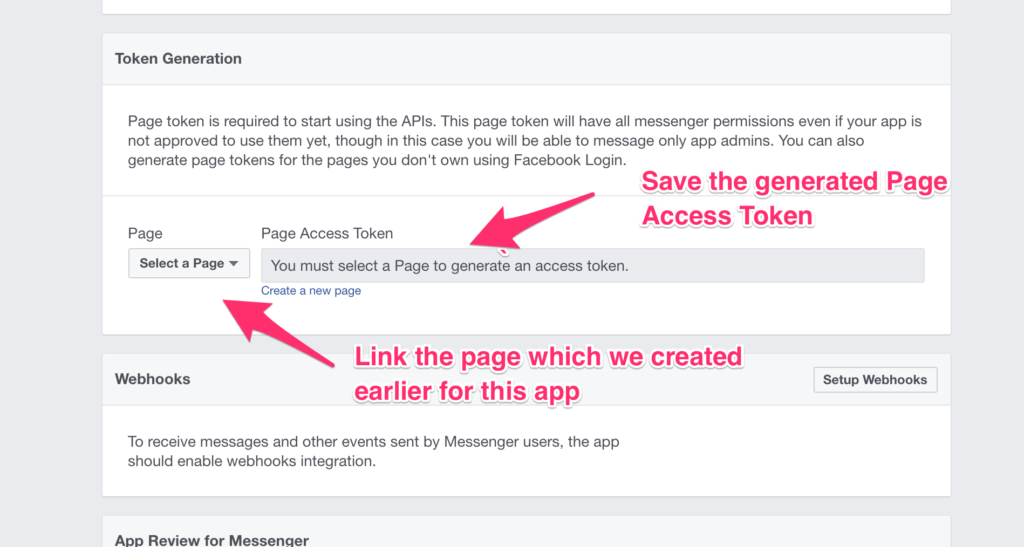 Token Generation
Page token is required to start using the APIs. This page token will have all messenger permissions even if your app is
not approved to use them yet, though in this case you will be able to message only app admins. You can also
generate page tokens for the pages you don't own using Facebook Login.
Save the generated Page
Access Token
Page
Page Access Token
Select a Page
You must select a Page to generate an access token.
Create a new page
Link the page which we created
earlier for this app
Webhooks
Setup Webhooks
To receive messages and other events sent by Messenger users, the app
should enable webhooks integration.
App Review for Messenger